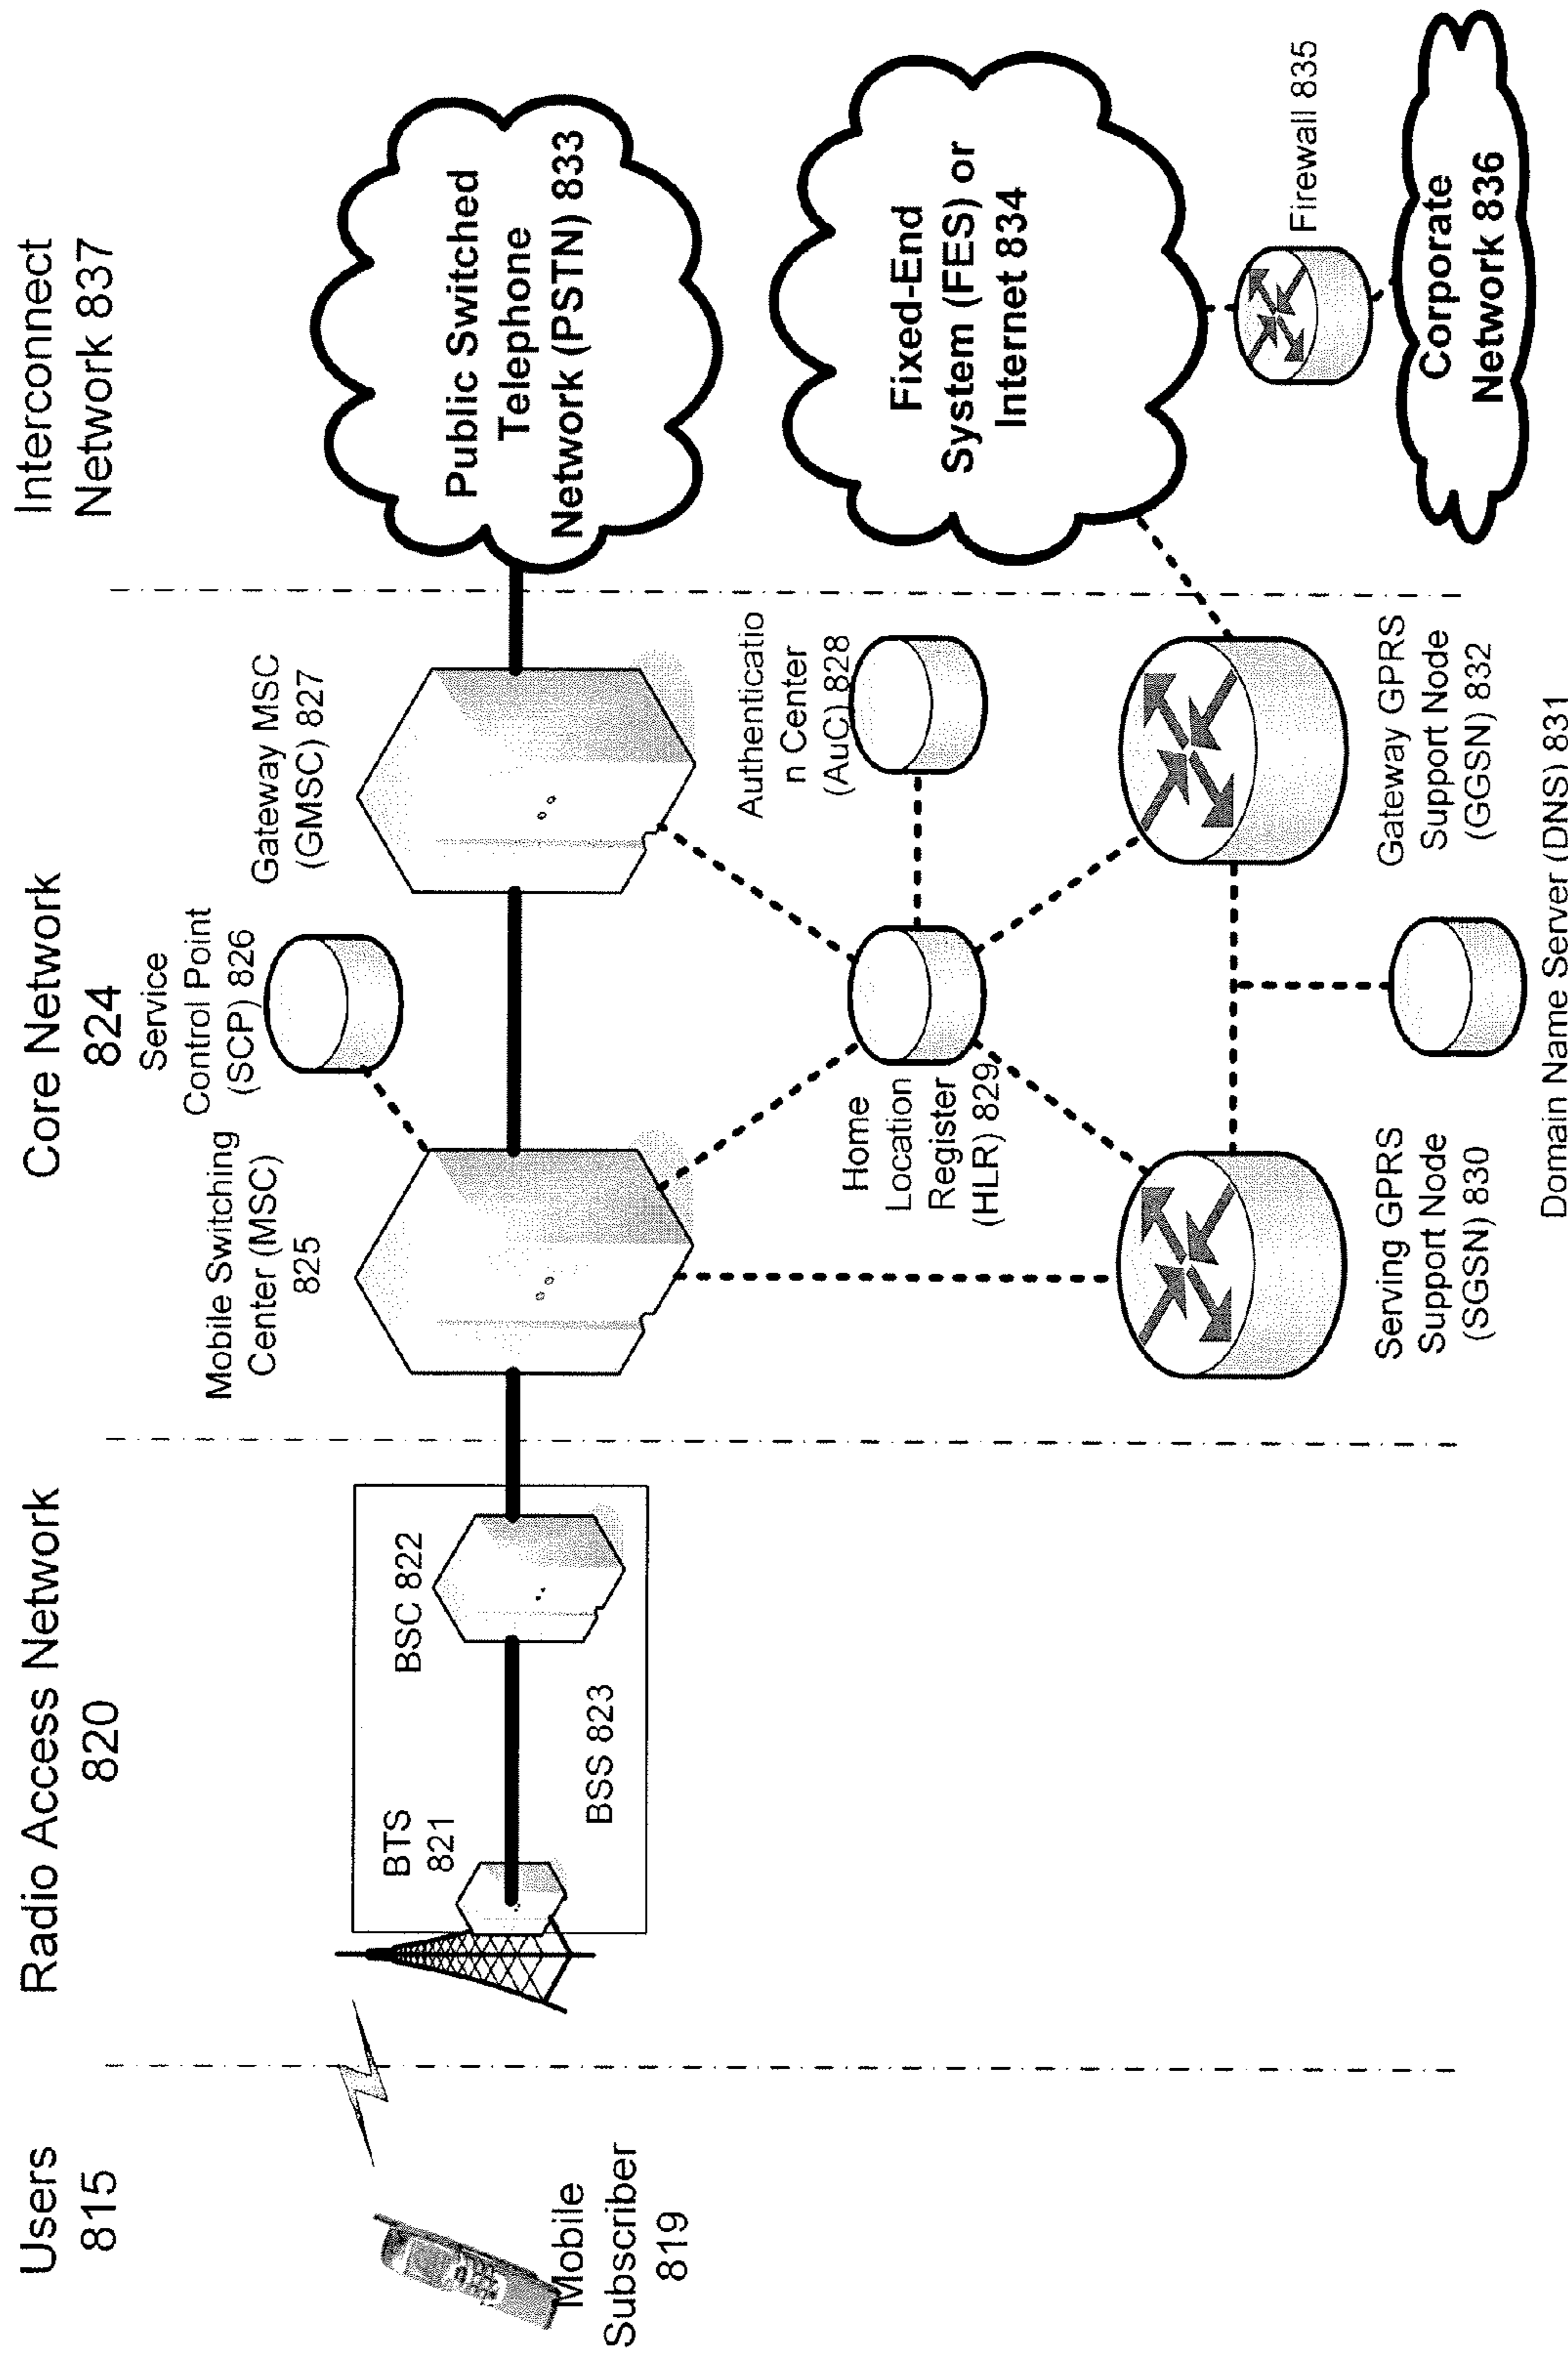 Users
815
Radio Access Network
820
Core Network
824
Interconnect
Network 837
Mobile
Subscriber
819
BTS
821
BSC 822
BSS 823
Mobile Switching
Center (MSC)
825
Service
Control Point
(SCP) 826
Gateway MSC
(GMSC) 827
Public Switched
Telephone
Network (PSTN) 833
Home
Location
Register
(HLR) 829
Authenticatio
n Center
(AuC) 828
Fixed-End
System (FES) or
Internet 834
Serving GPRS
Support Node
(SGSN) 830
Gateway GPRS
Support Node
(GGSN) 832
Domain Name Server (DNS) 831
Firewall 835
Corporate
Network 836